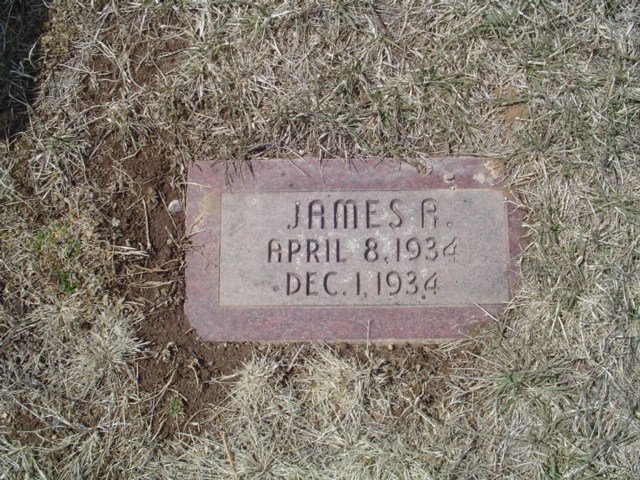 JAMES A.
APRIL 8, 1934
DEC. 1, 1934